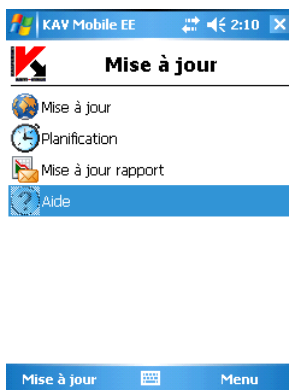 KAV Mobile EE 2:10
Mise à jour
Mise à jour
Planification
Mise à jour rapport
Aide
Mise à jour Menu